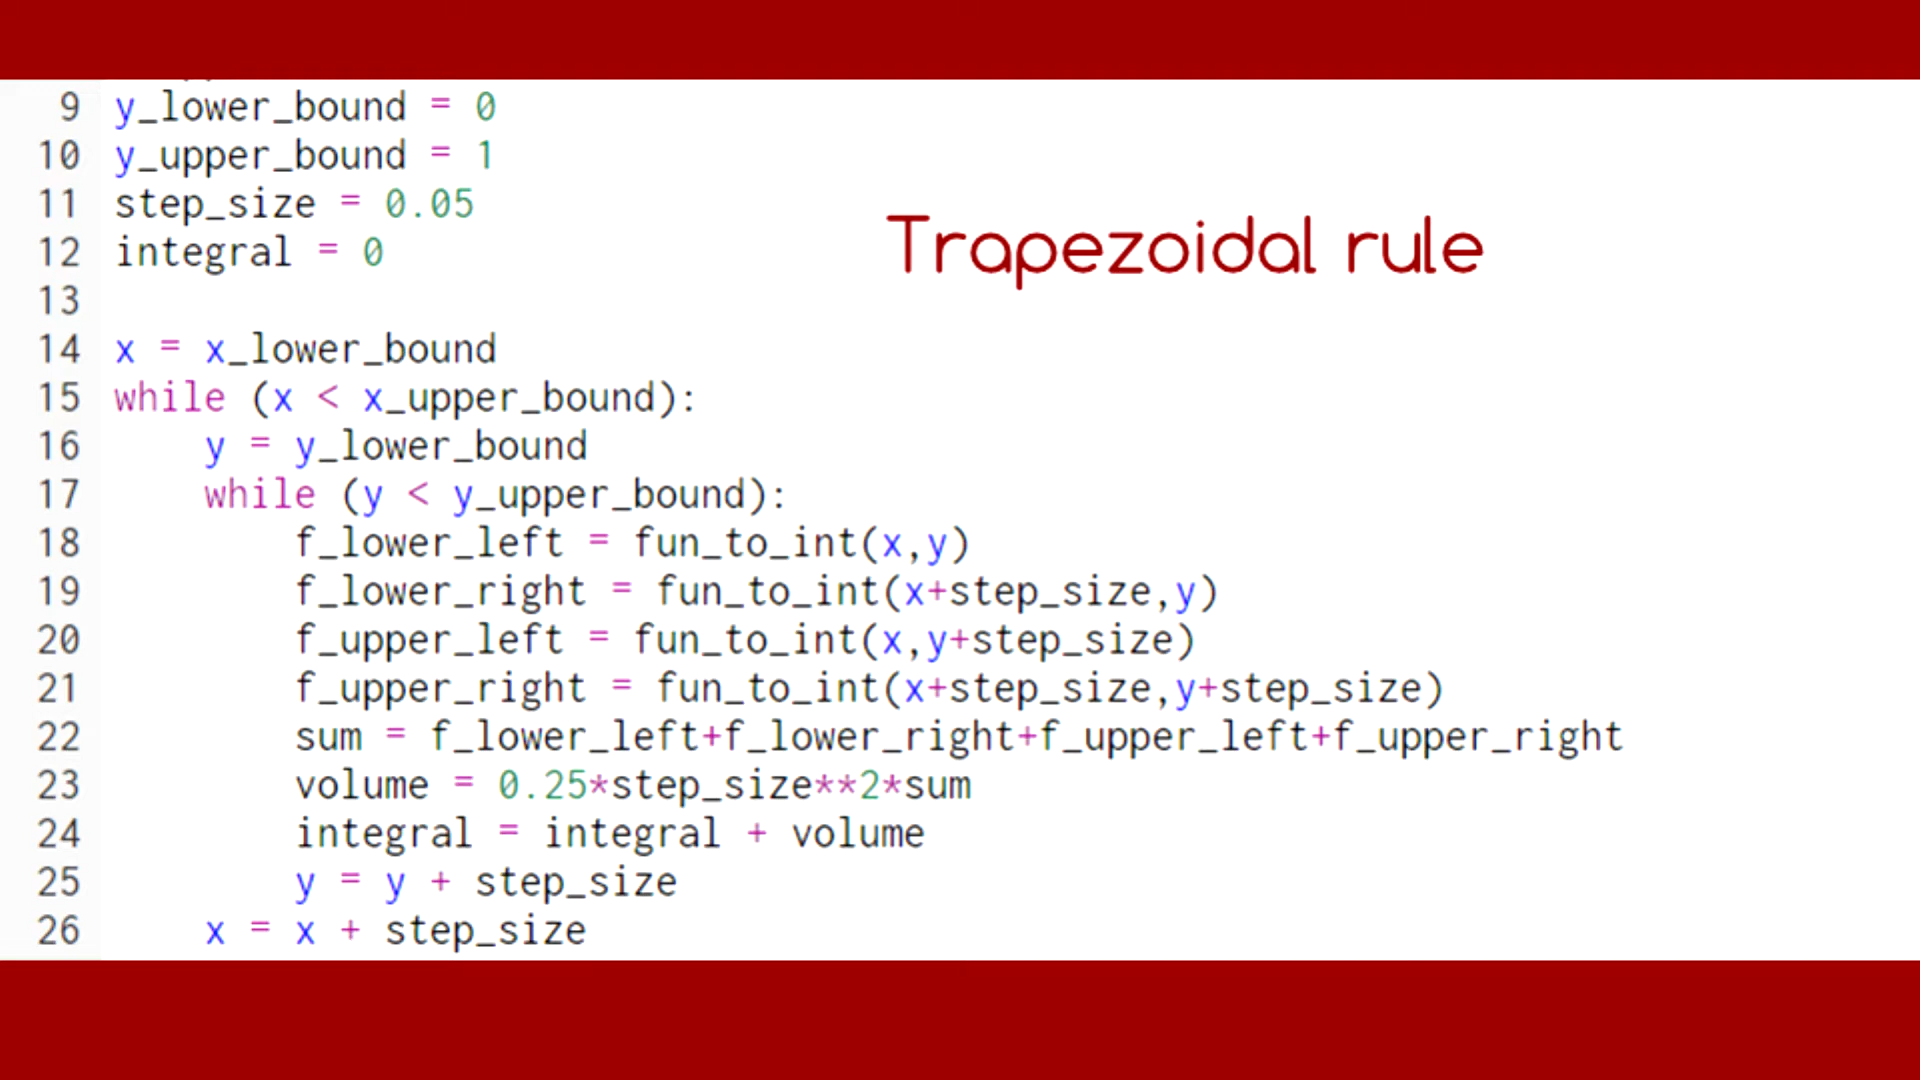 9 y_lower_bound = 0
10 y_upper_bound = 1
11 step_size = 0.05
12 integral = 0
Trapezoidal rule
13
14 x = x_lower_bound
15 while (x < x_upper_bound):
16 y = y_lower_bound
17 while (y < y_upper_bound):
18 f_lower_left = fun_to_int(x,y)
19 f_lower_right = fun_to_int(x+step_size,y)
20 f_upper_left = fun_to_int(x,y+step_size)
21 f_upper_right = fun_to_int(x+step_size,y+step_size)
22 sum = f_lower_left+f_lower_right+f_upper_left+f_upper_right
23 volume = 0.25*step_size**2*sum
24 integral = integral + volume
25 y = y + step_size
26 x = x + step_size